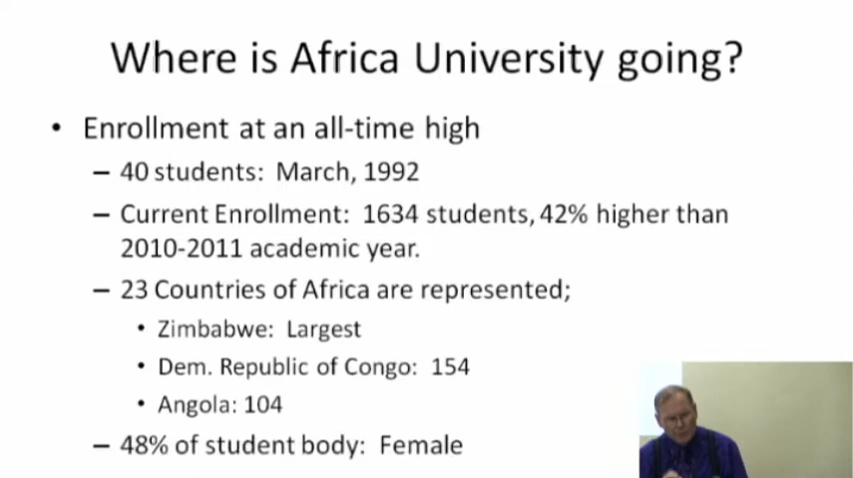 Where is Africa University going?
• Enrollment at an all-time high
– 40 students: March, 1992
– Current Enrollment: 1634 students, 42% higher than
2010-2011 academic year.
– 23 Countries of Africa are represented;
• Zimbabwe: Largest
• Dem. Republic of Congo: 154
• Angola: 104
– 48% of student body: Female